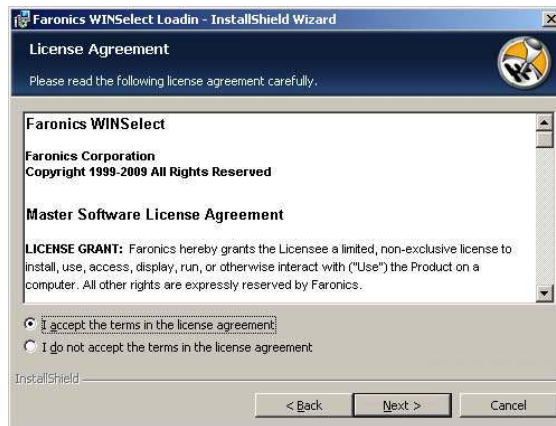 Faronics WINSelect Loadin - InstallShield Wizard
License Agreement
Please read the following license agreement carefully.
Faronics WINSelect
Faronics Corporation
Copyright 1999-2009 All Rights Reserved
Master Software License Agreement
LICENSE GRANT: Faronics hereby grants the Licensee a limited, non-exclusive license to
install, use, access, display, run, or otherwise interact with ("Use") the Product on a
computer. All other rights are expressly reserved by Faronics.
I accept the terms in the license agreement
I do not accept the terms in the license agreement
InstallShield
< Back Next > Cancel